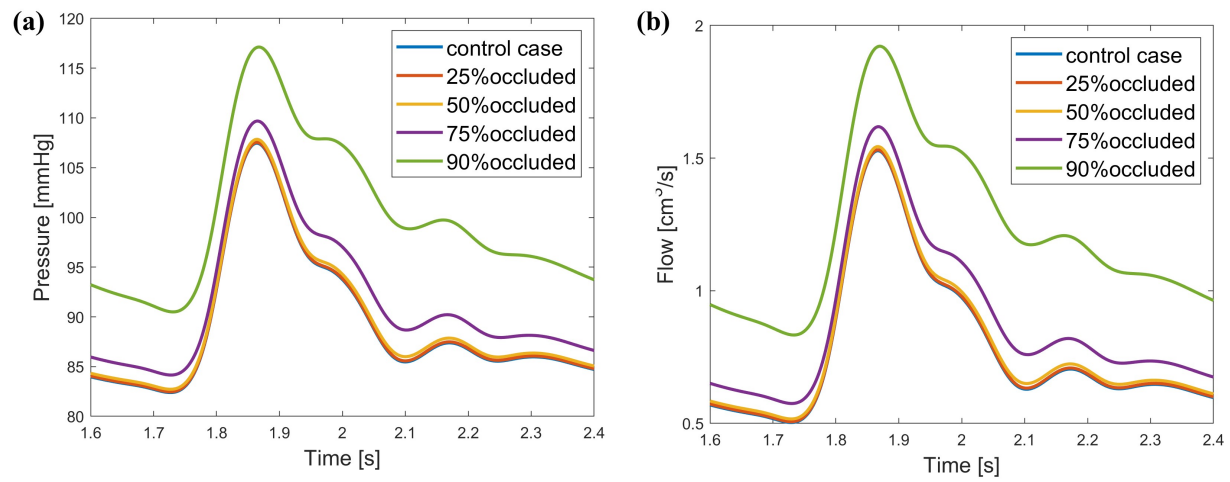 (a)
120
115
110
105
100
95
90
85
80
Pressure [mmHg]
control case
25%occluded
50%occluded
75%occluded
90%occluded
1.6 1.7 1.8 1.9 2 2.1 2.2 2.3 2.4
Time [s]
(b)
2
1.5
1
0.5
Flow [cm³/s]
control case
25%occluded
50%occluded
75%occluded
90%occluded
1.6 1.7 1.8 1.9 2 2.1 2.2 2.3 2.4
Time [s]